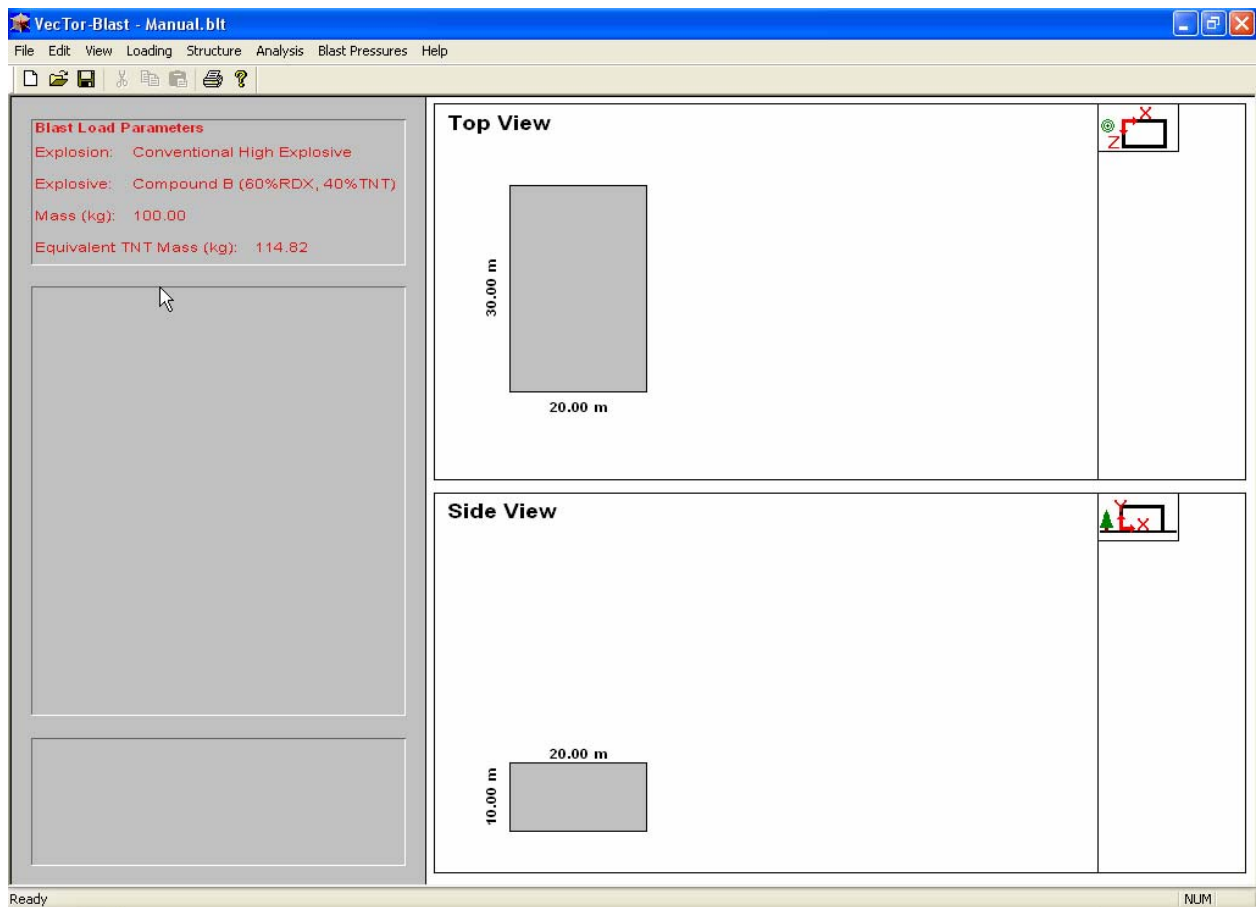 VecTor-Blast - Manual.blt
File Edit View Loading Structure Analysis Blast Pressures Help
Blast Load Parameters
Explosion: Conventional High Explosive
Explosive: Compound B (60%RDX, 40%TNT)
Mass (kg): 100.00
Equivalent TNT Mass (kg): 114.82
Top View
X
Z
30.00 m
20.00 m
Side View
Y
X
20.00 m
10.00 m
Ready
NUM